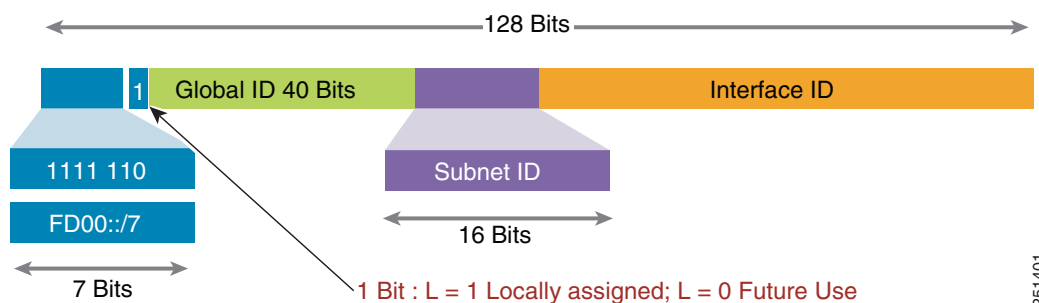 128 Bits
1
Global ID 40 Bits
Interface ID
1111 110
Subnet ID
FD00::/7
16 Bits
7 Bits
1 Bit : L = 1 Locally assigned; L = 0 Future Use